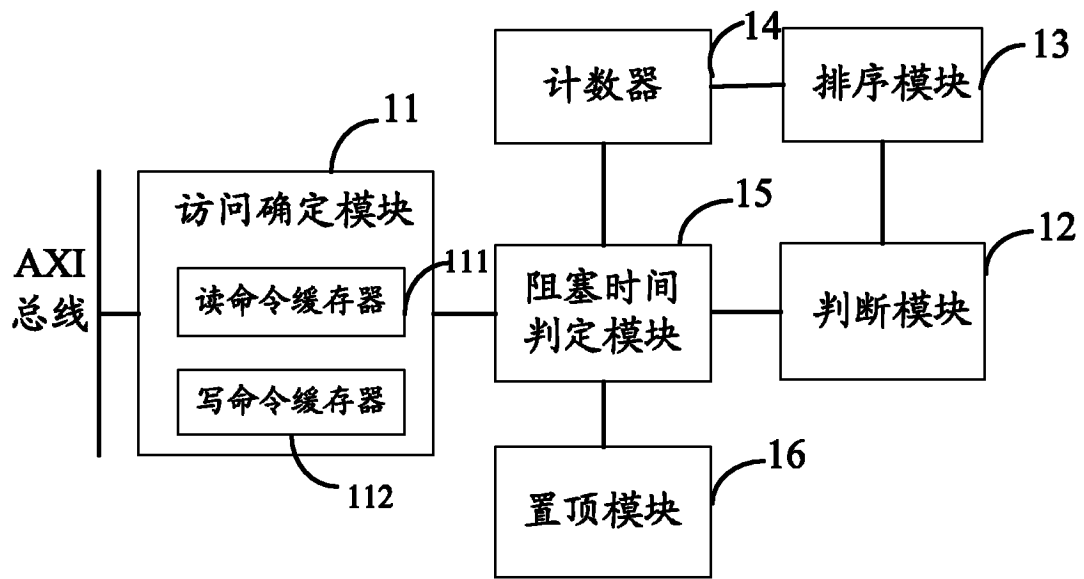 14
计数器
13
排序模块
11
访问确定模块
15
12
AXI
总线
111
读命令缓存器
阻塞时间
判定模块
判断模块
写命令缓存器
112
16
置顶模块